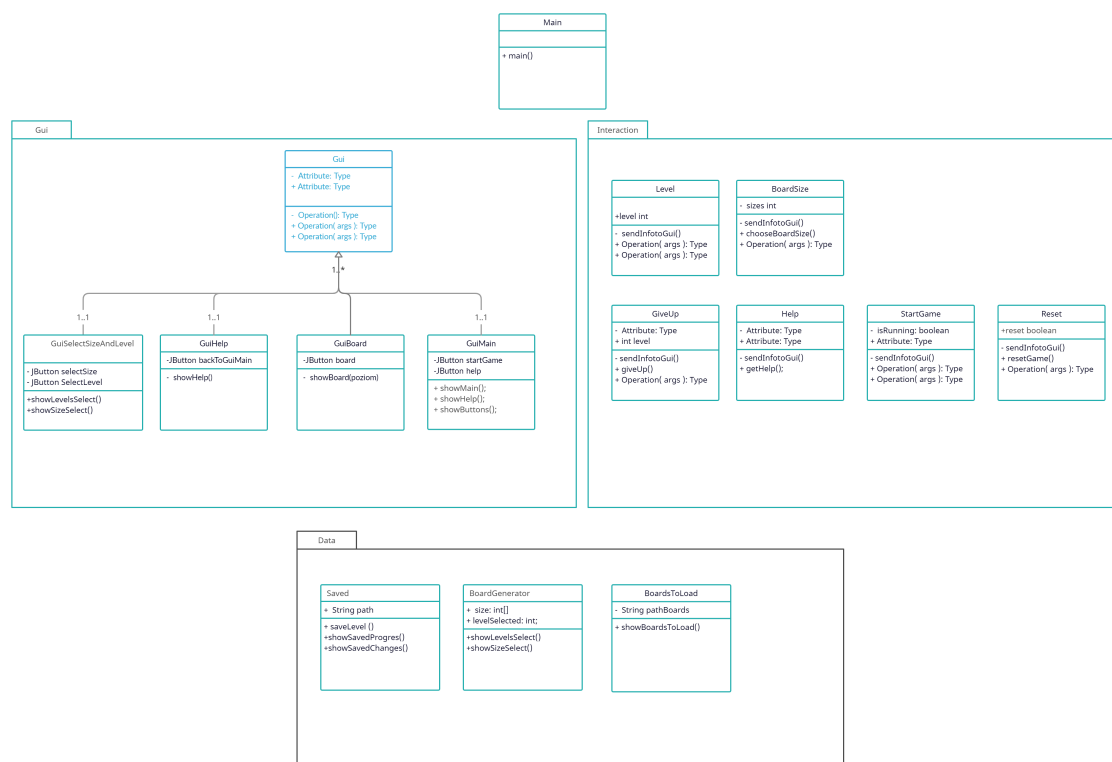 Main
+ main()
Gui
Gui
- Attribute: Type
+ Attribute: Type
- Operation(): Type
+ Operation( args ): Type
+ Operation( args ): Type
1..*
1..1
1..1
1..1
GuiSelectSizeAndLevel
- JButton selectSize
- JButton SelectLevel
+showLevelsSelect()
+showSizeSelect()
GuiHelp
-JButton backToGuiMain
- showHelp()
GuiBoard
-JButton board
- showBoard(poziom)
GuiMain
-JButton startGame
-JButton help
+ showMain();
+ showHelp();
+ showButtons();
Interaction
Level
+level int
- sendInfotoGui()
+ Operation( args ): Type
+ Operation( args ): Type
BoardSize
- sizes int
- sendInfotoGui()
+ chooseBoardSize()
+ Operation( args ): Type
GiveUp
- Attribute: Type
+ int level
- sendInfotoGui()
+ giveUp()
+ Operation( args ): Type
Help
- Attribute: Type
+ Attribute: Type
- sendInfotoGui()
+ getHelp();
StartGame
- isRunning: boolean
+ Attribute: Type
- sendInfotoGui()
+ Operation( args ): Type
+ Operation( args ): Type
Reset
+reset boolean
- sendInfotoGui()
+ resetGame()
+ Operation( args ): Type
Data
Saved
+ String path
+ saveLevel ()
+showSavedProgres()
+showSavedChanges()
BoardGenerator
+ size: int[]
+ levelSelected: int;
+showLevelsSelect()
+showSizeSelect()
BoardsToLoad
- String pathBoards
+ showBoardsToLoad()